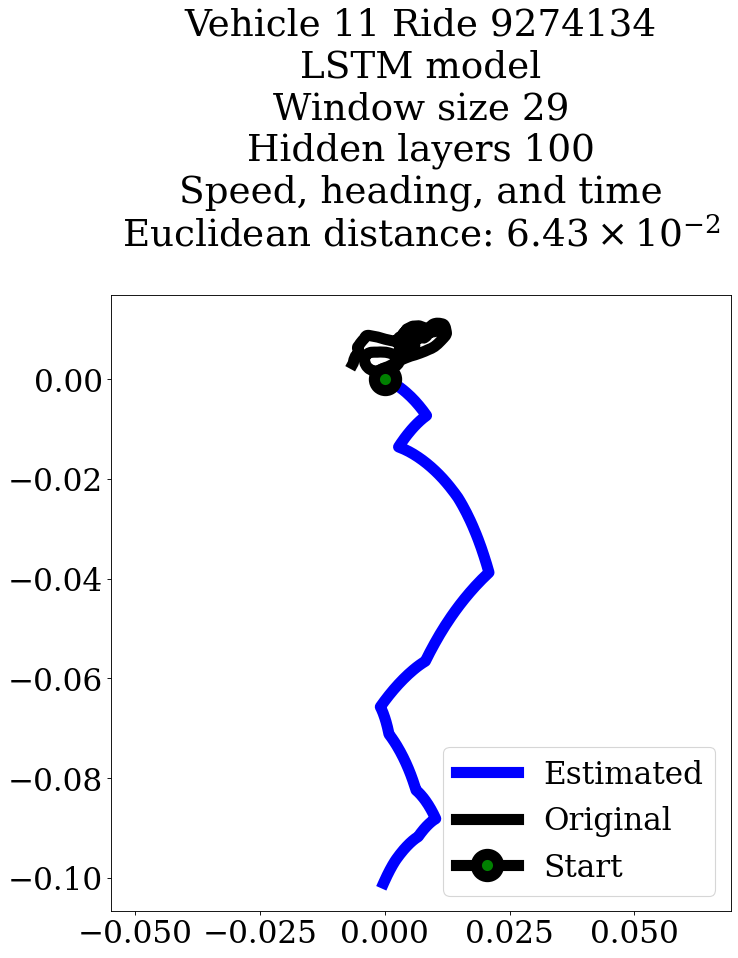 Vehicle 11 Ride 9274134
LSTM model
Window size 29
Hidden layers 100
Speed, heading, and time
Euclidean distance: 6.43 × 10⁻²
0.00
−0.02
−0.04
−0.06
−0.08
−0.10
Estimated
Original
Start
−0.050 −0.025 0.000 0.025 0.050